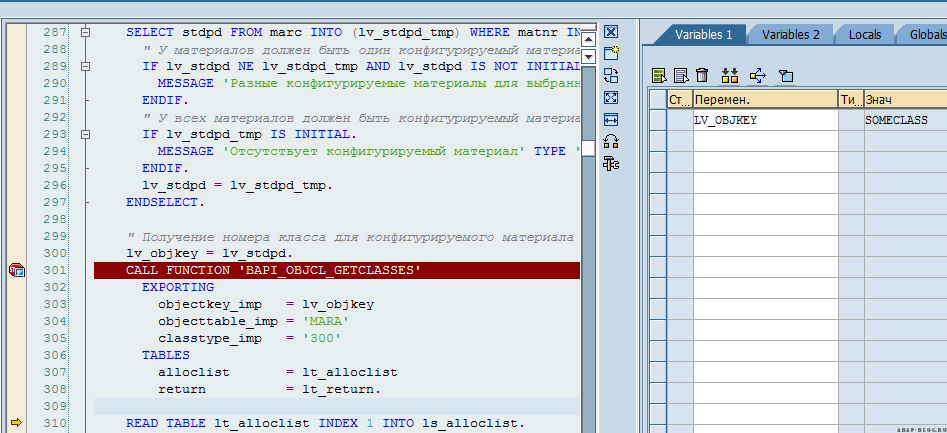 287 SELECT stdpd FROM marc INTO (lv_stdpd_tmp) WHERE matnr IN
288 " У материалов должен быть один конфигурируемый матери
289 IF lv_stdpd NE lv_stdpd_tmp AND lv_stdpd IS NOT INITIAL
290 MESSAGE 'Разные конфигурируемые материалы для выбранн
291 ENDIF.
292 " У всех материалов должен быть конфигурируемый матери
293 IF lv_stdpd_tmp IS INITIAL.
294 MESSAGE 'Отсутствует конфигурируемый материал' TYPE '
295 ENDIF.
296 lv_stdpd = lv_stdpd_tmp.
297 ENDSELECT.
298
299 " Получение номера класса для конфигурируемого материала
300 lv_objkey = lv_stdpd.
301 CALL FUNCTION 'BAPI_OBJCL_GETCLASSES'
302 EXPORTING
303 objectkey_imp = lv_objkey
304 objecttable_imp = 'MARA'
305 classtype_imp = '300'
306 TABLES
307 alloclist = lt_alloclist
308 return = lt_return.
309
310 READ TABLE lt_alloclist INDEX 1 INTO ls_alloclist.
Variables 1 Variables 2 Locals Globals
Ст... Перемен. Ти... Знач
LV_OBJKEY SOMECLASS
ABAP-BLOG.RU